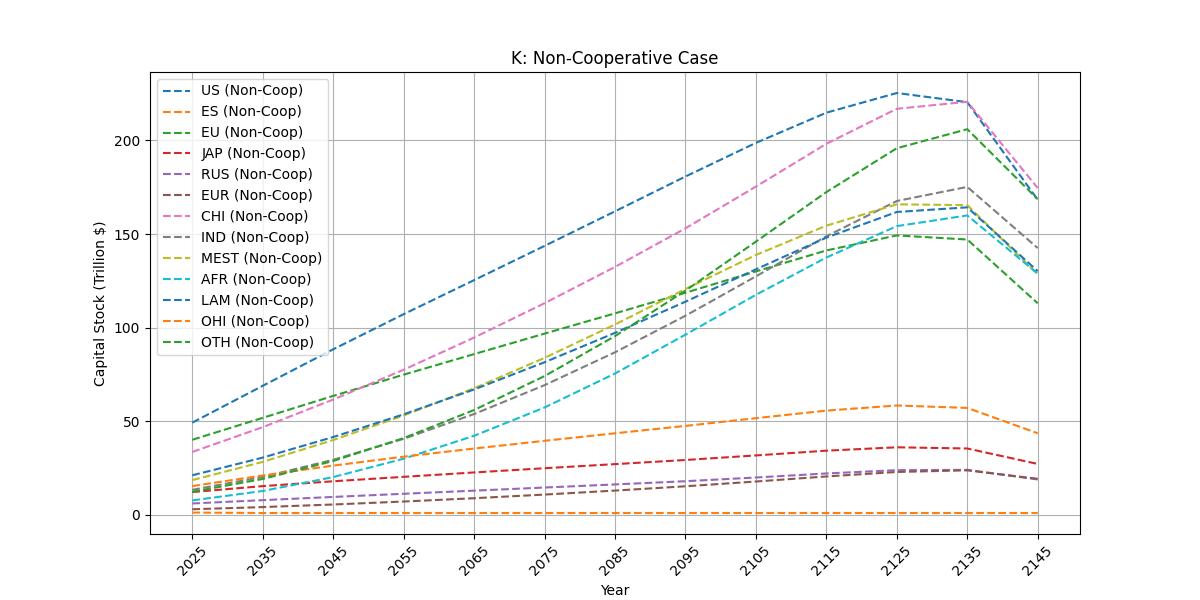 K: Non-Cooperative Case
US (Non-Coop)
ES (Non-Coop)
EU (Non-Coop)
JAP (Non-Coop)
RUS (Non-Coop)
EUR (Non-Coop)
CHI (Non-Coop)
IND (Non-Coop)
MEST (Non-Coop)
AFR (Non-Coop)
LAM (Non-Coop)
OHI (Non-Coop)
OTH (Non-Coop)
Capital Stock (Trillion $)
200
150
100
50
0
2025 2035 2045 2055 2065 2075 2085 2095 2105 2115 2125 2135 2145
Year